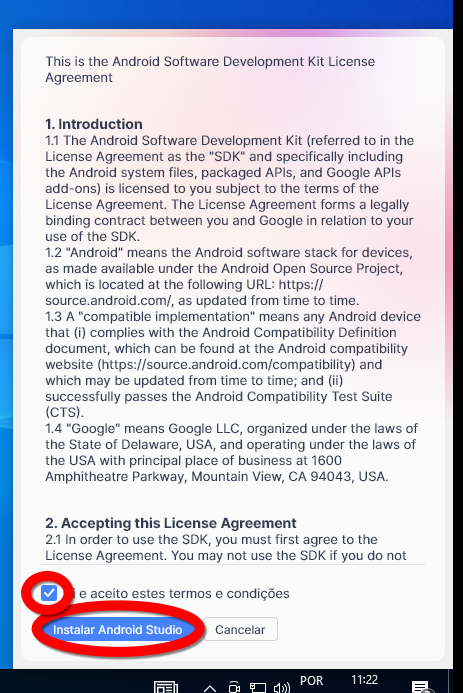 This is the Android Software Development Kit License
Agreement
1. Introduction
1.1 The Android Software Development Kit (referred to in the
License Agreement as the "SDK" and specifically including
the Android system files, packaged APIs, and Google APIs
add-ons) is licensed to you subject to the terms of the
License Agreement. The License Agreement forms a legally
binding contract between you and Google in relation to your
use of the SDK.
1.2 "Android" means the Android software stack for devices,
as made available under the Android Open Source Project,
which is located at the following URL: https://
source.android.com/, as updated from time to time.
1.3 A "compatible implementation" means any Android device
that (i) complies with the Android Compatibility Definition
document, which can be found at the Android compatibility
website (https://source.android.com/compatibility) and
which may be updated from time to time; and (ii)
successfully passes the Android Compatibility Test Suite
(CTS).
1.4 "Google" means Google LLC, organized under the laws of
the State of Delaware, USA, and operating under the laws of
the USA with principal place of business at 1600
Amphitheatre Parkway, Mountain View, CA 94043, USA.
2. Accepting this License Agreement
2.1 In order to use the SDK, you must first agree to the
License Agreement. You may not use the SDK if you do not
e aceito estes termos e condições
Instalar Android Studio
Cancelar
POR
11:22